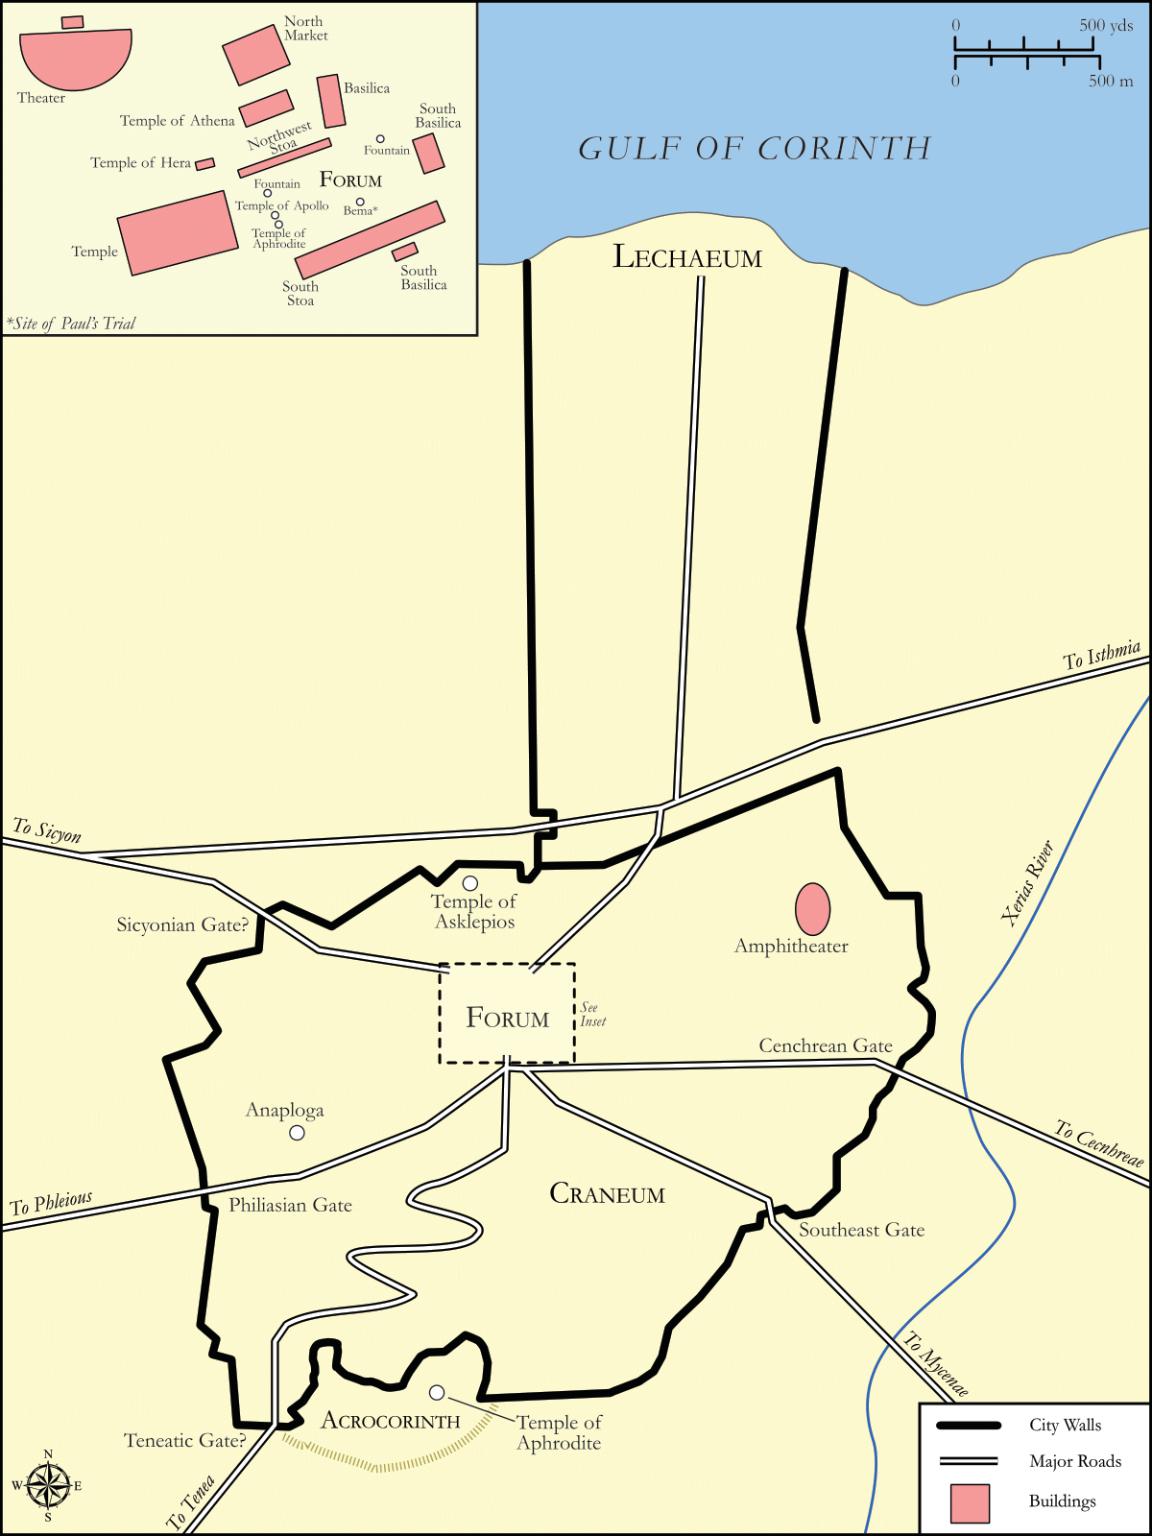 North
Market
Theater
Basilica
Temple of Athena
South
Basilica
Northwest
Stoa
Fountain
Temple of Hera
Fountain
FORUM
Temple of Apollo
Bema*
Temple of
Aphrodite
Temple
South
Stoa
South
Basilica
*Site of Paul's Trial
0 500 yds
0 500 m
GULF OF CORINTH
LECHAEUM
To Isthmia
To Sicyon
Xerias River
Sicyonian Gate?
Temple of
Asklepios
Amphitheater
FORUM
See
Inset
Cenchrean Gate
Anaploga
To Cecnhreae
To Phleious
Philiasian Gate
CRANEUM
Southeast Gate
To Mycenae
ACROCORINTH
Temple of
Aphrodite
Teneatic Gate?
To Tenea
N
W E
S
City Walls
Major Roads
Buildings